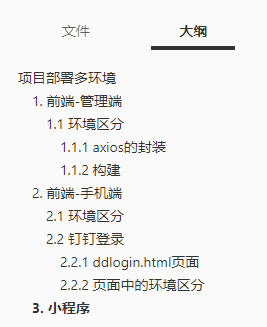 文件 大纲
项目部署多环境
1. 前端-管理端
1.1 环境区分
1.1.1 axios的封装
1.1.2 构建
2. 前端-手机端
2.1 环境区分
2.2 钉钉登录
2.2.1 ddlogin.html页面
2.2.2 页面中的环境区分
3. 小程序